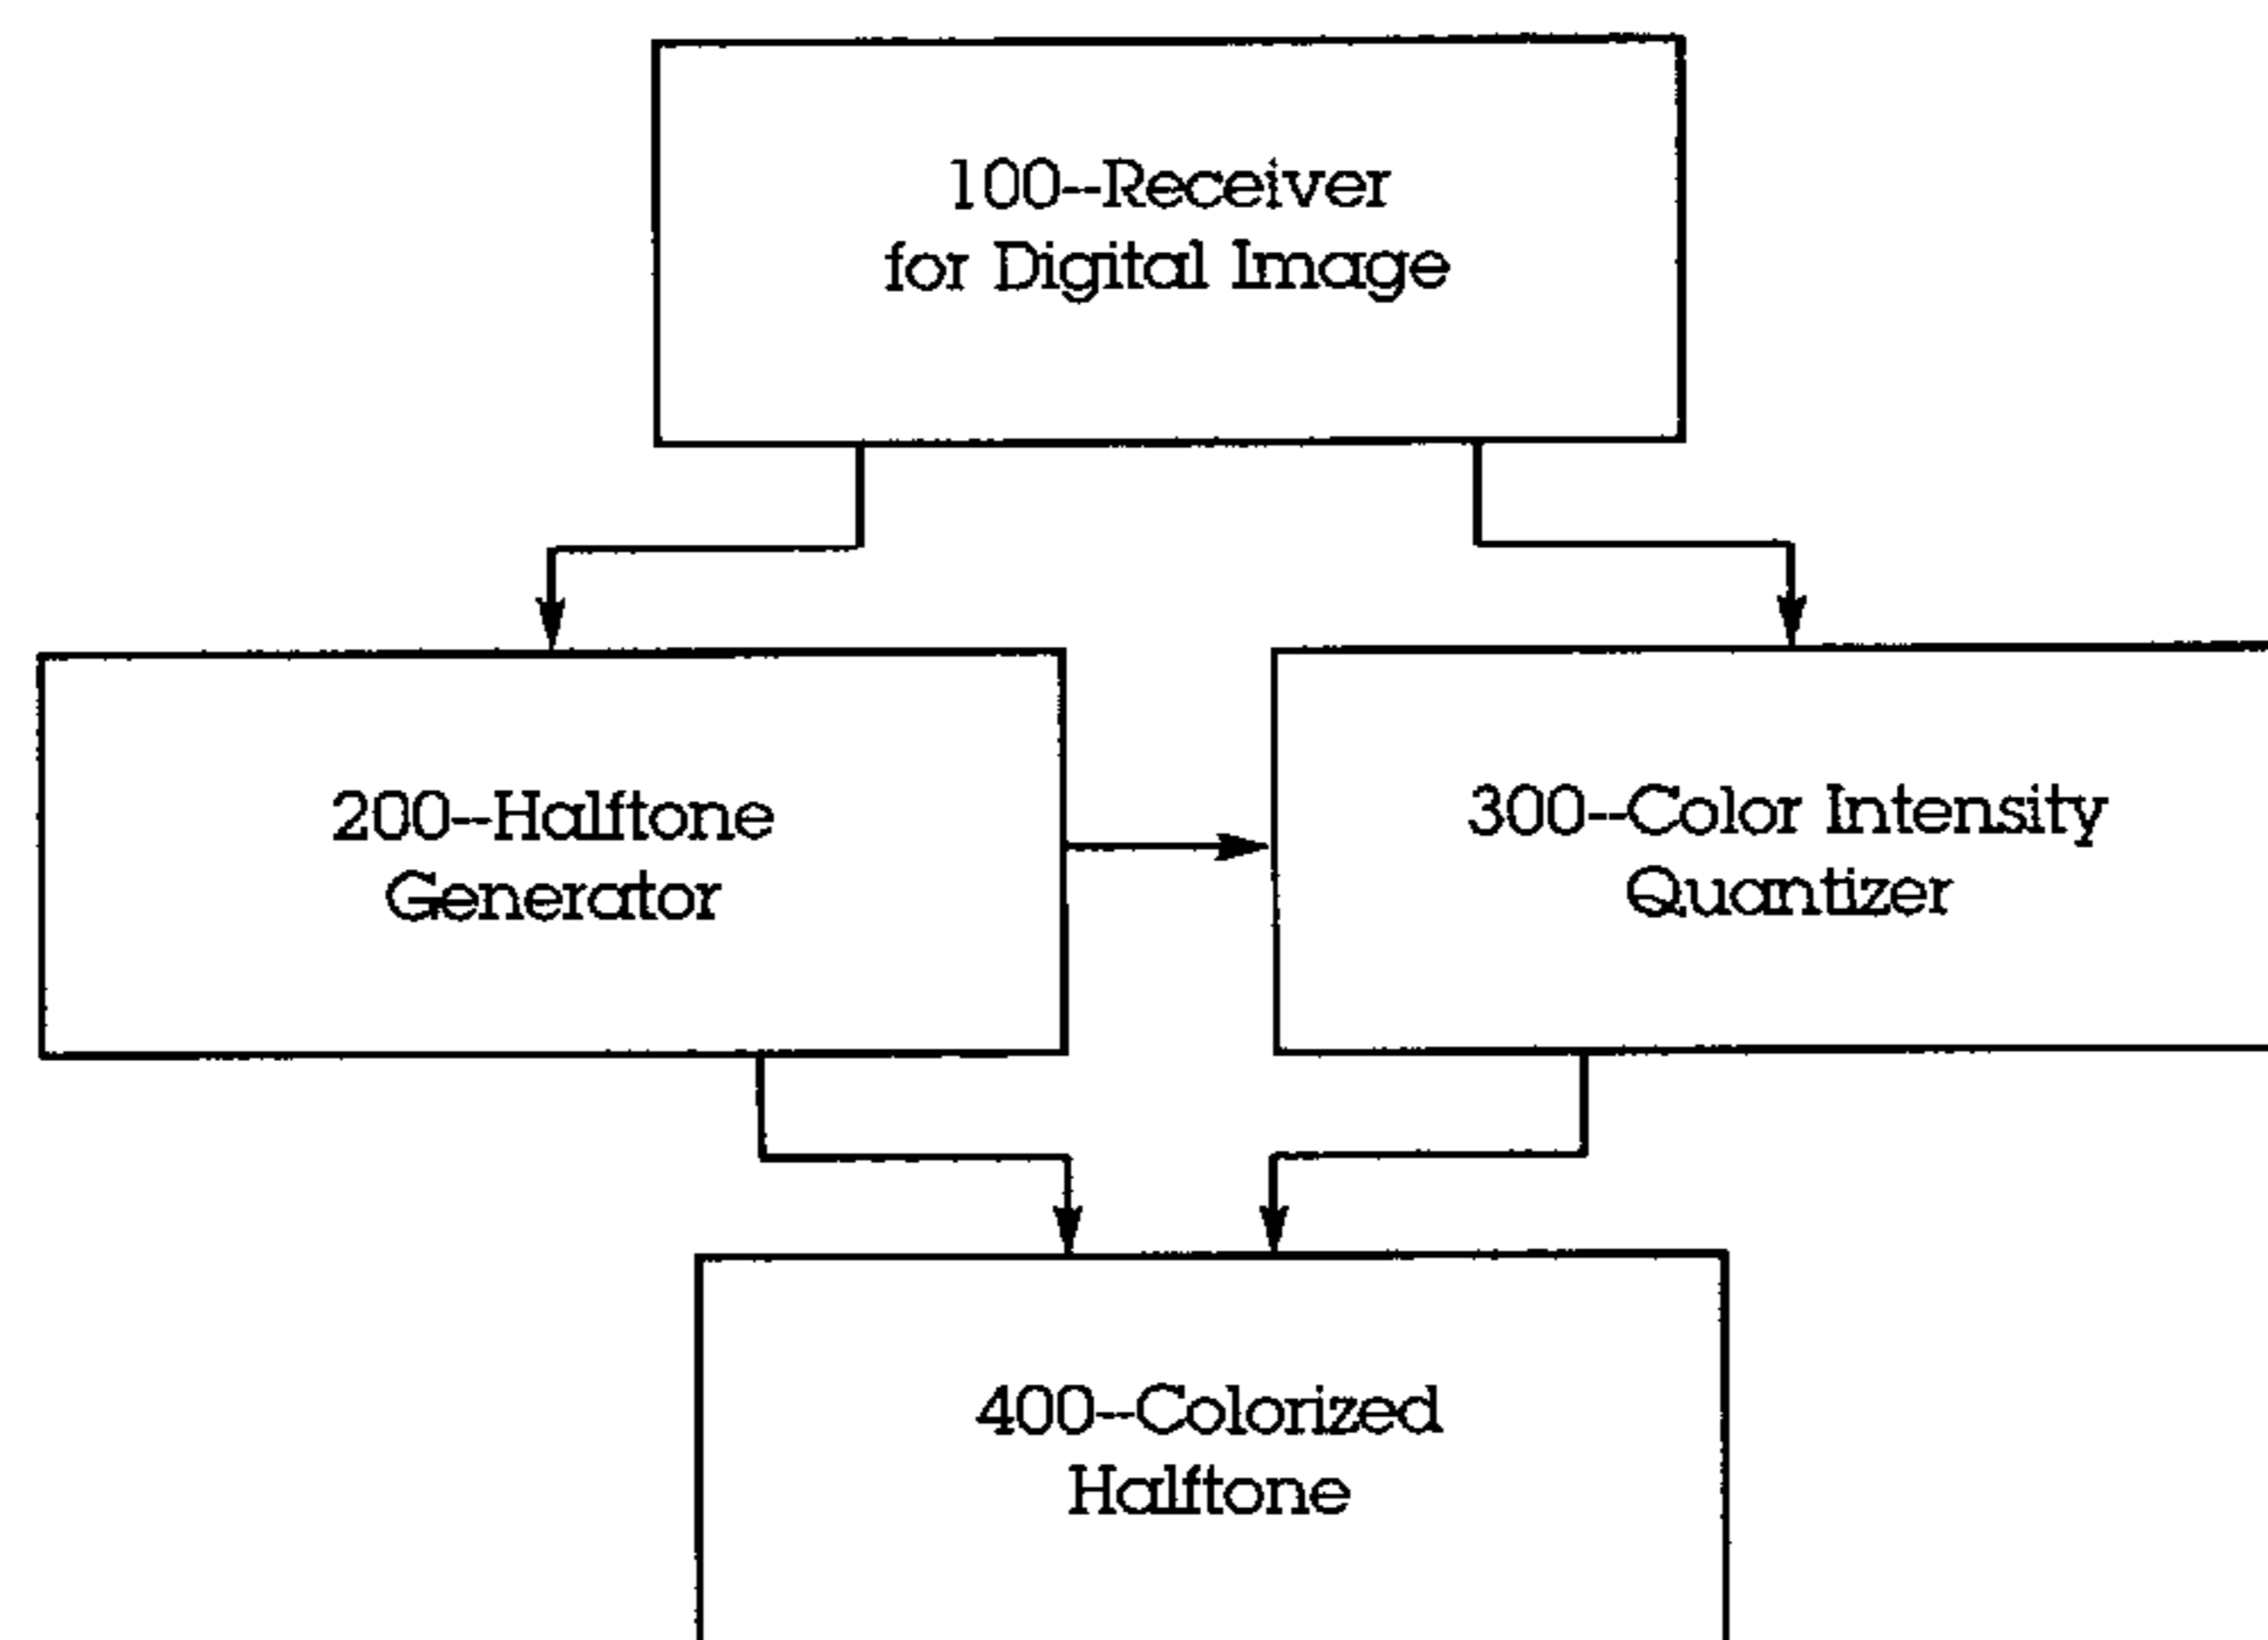 100--Receiver
for Digital Image
200--Halftone
Generator
300--Color Intensity
Quantizer
400--Colorized
Halftone